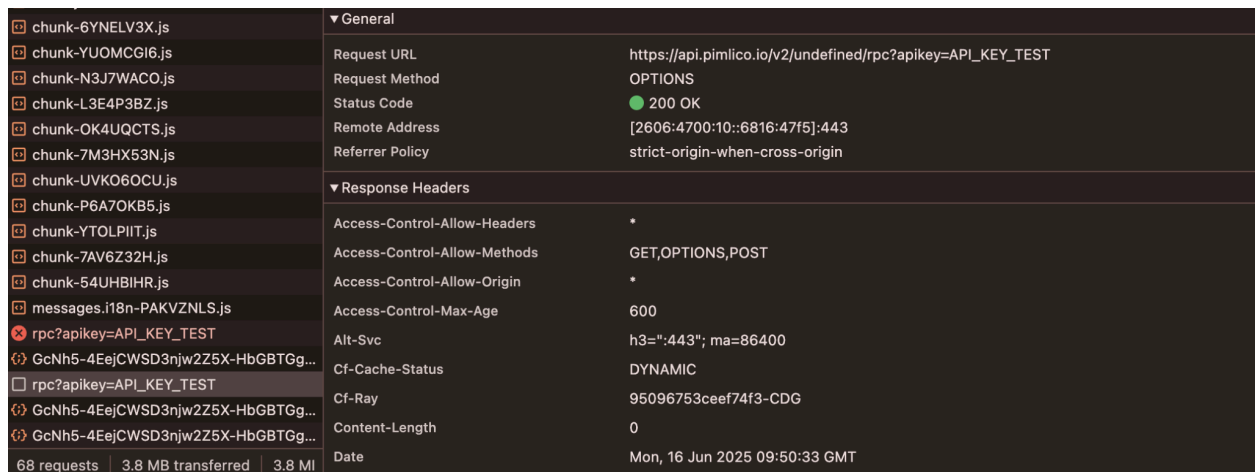 chunk-6YNELV3X.js
chunk-YUOMCGI6.js
chunk-N3J7WACO.js
chunk-L3E4P3BZ.js
chunk-OK4UQCTS.js
chunk-7M3HX53N.js
chunk-UVKO6OCU.js
chunk-P6A7OKB5.js
chunk-YTOLPIIT.js
chunk-7AV6Z32H.js
chunk-54UHBIHR.js
messages.i18n-PAKVZNLS.js
rpc?apikey=API_KEY_TEST
GcNh5-4EejCWSD3njw2Z5X-HbGBTGg...
rpc?apikey=API_KEY_TEST
GcNh5-4EejCWSD3njw2Z5X-HbGBTGg...
GcNh5-4EejCWSD3njw2Z5X-HbGBTGg...
68 requests 3.8 MB transferred 3.8 MI
General
Request URL https://api.pimlico.io/v2/undefined/rpc?apikey=API_KEY_TEST
Request Method OPTIONS
Status Code 200 OK
Remote Address [2606:4700:10::6816:47f5]:443
Referrer Policy strict-origin-when-cross-origin
Response Headers
Access-Control-Allow-Headers *
Access-Control-Allow-Methods GET,OPTIONS,POST
Access-Control-Allow-Origin *
Access-Control-Max-Age 600
Alt-Svc h3=":443"; ma=86400
Cf-Cache-Status DYNAMIC
Cf-Ray 95096753ceef74f3-CDG
Content-Length 0
Date Mon, 16 Jun 2025 09:50:33 GMT